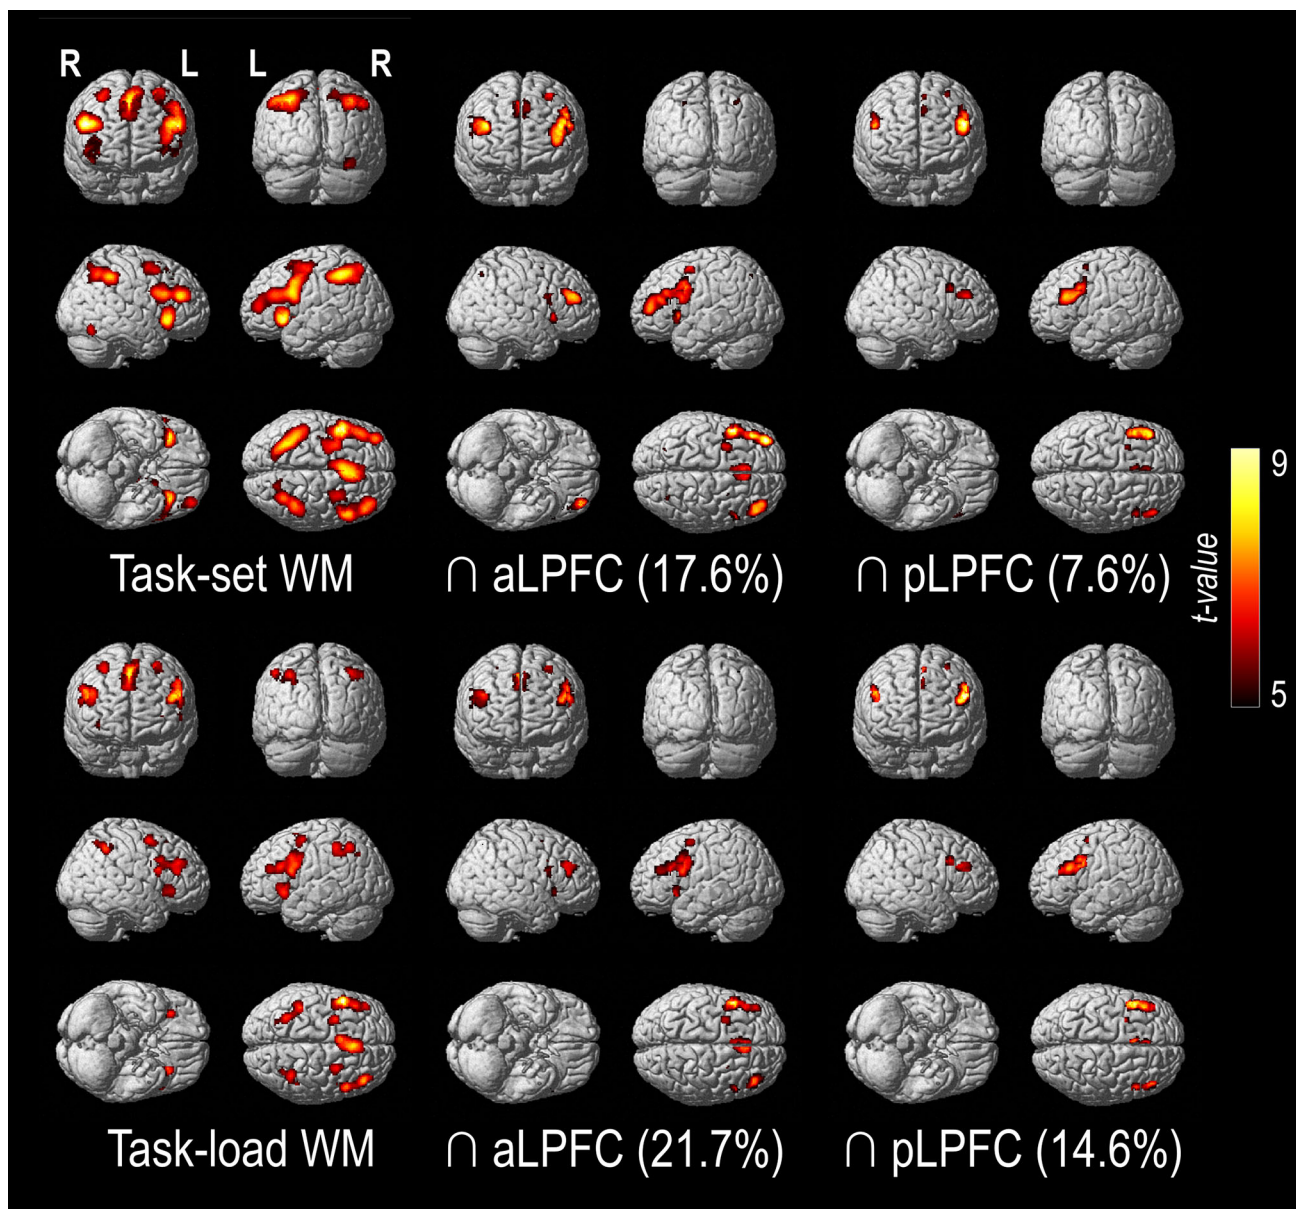 R L L R
Task-set WM ∩ aLPFC (17.6%) ∩ pLPFC (7.6%)
9
t-value
5
Task-load WM ∩ aLPFC (21.7%) ∩ pLPFC (14.6%)